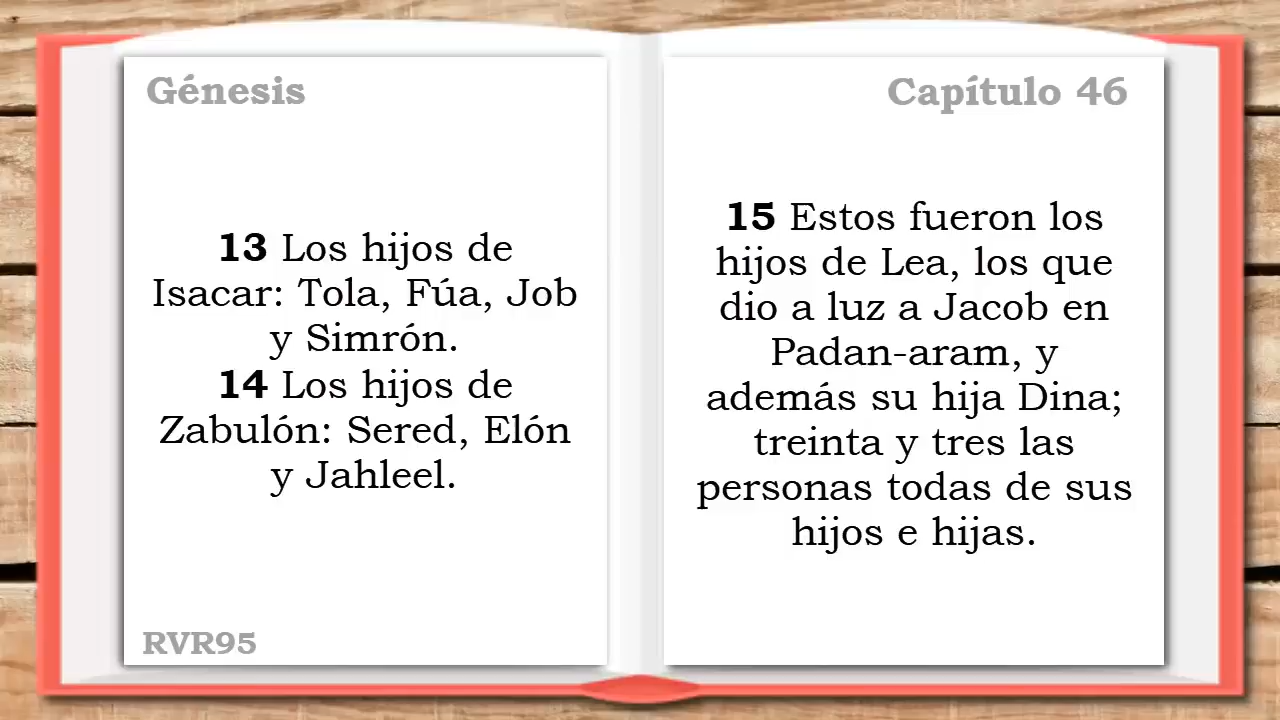 Génesis
13 Los hijos de
Isacar: Tola, Fúa, Job
y Simrón.
14 Los hijos de
Zabulón: Sered, Elón
y Jahleel.
RVR95
Capítulo 46
15 Estos fueron los
hijos de Lea, los que
dio a luz a Jacob en
Padan-aram, y
además su hija Dina;
treinta y tres las
personas todas de sus
hijos e hijas.